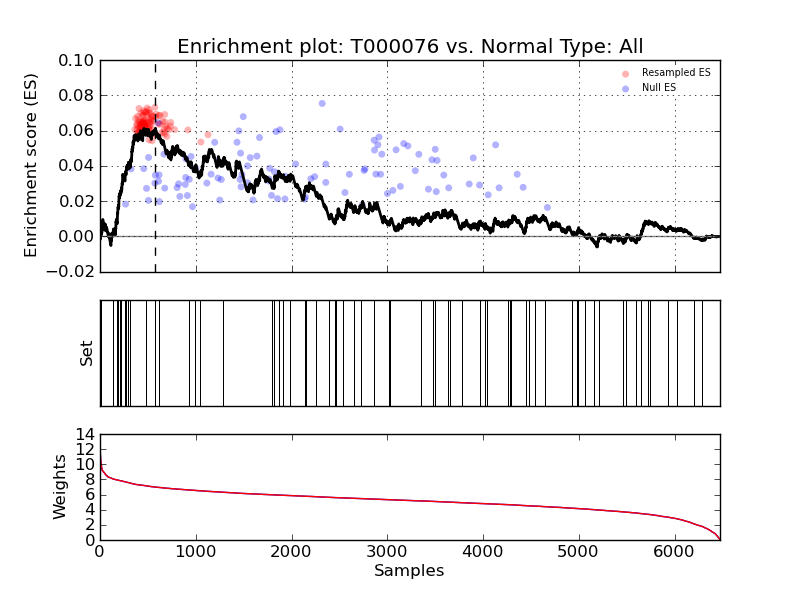 Enrichment plot: T000076 vs. Normal Type: All
Enrichment score (ES)
0.10
0.08
0.06
0.04
0.02
0.00
−0.02
Resampled ES
Null ES
Set
Weights
14
12
10
8
6
4
2
0
0 1000 2000 3000 4000 5000 6000
Samples